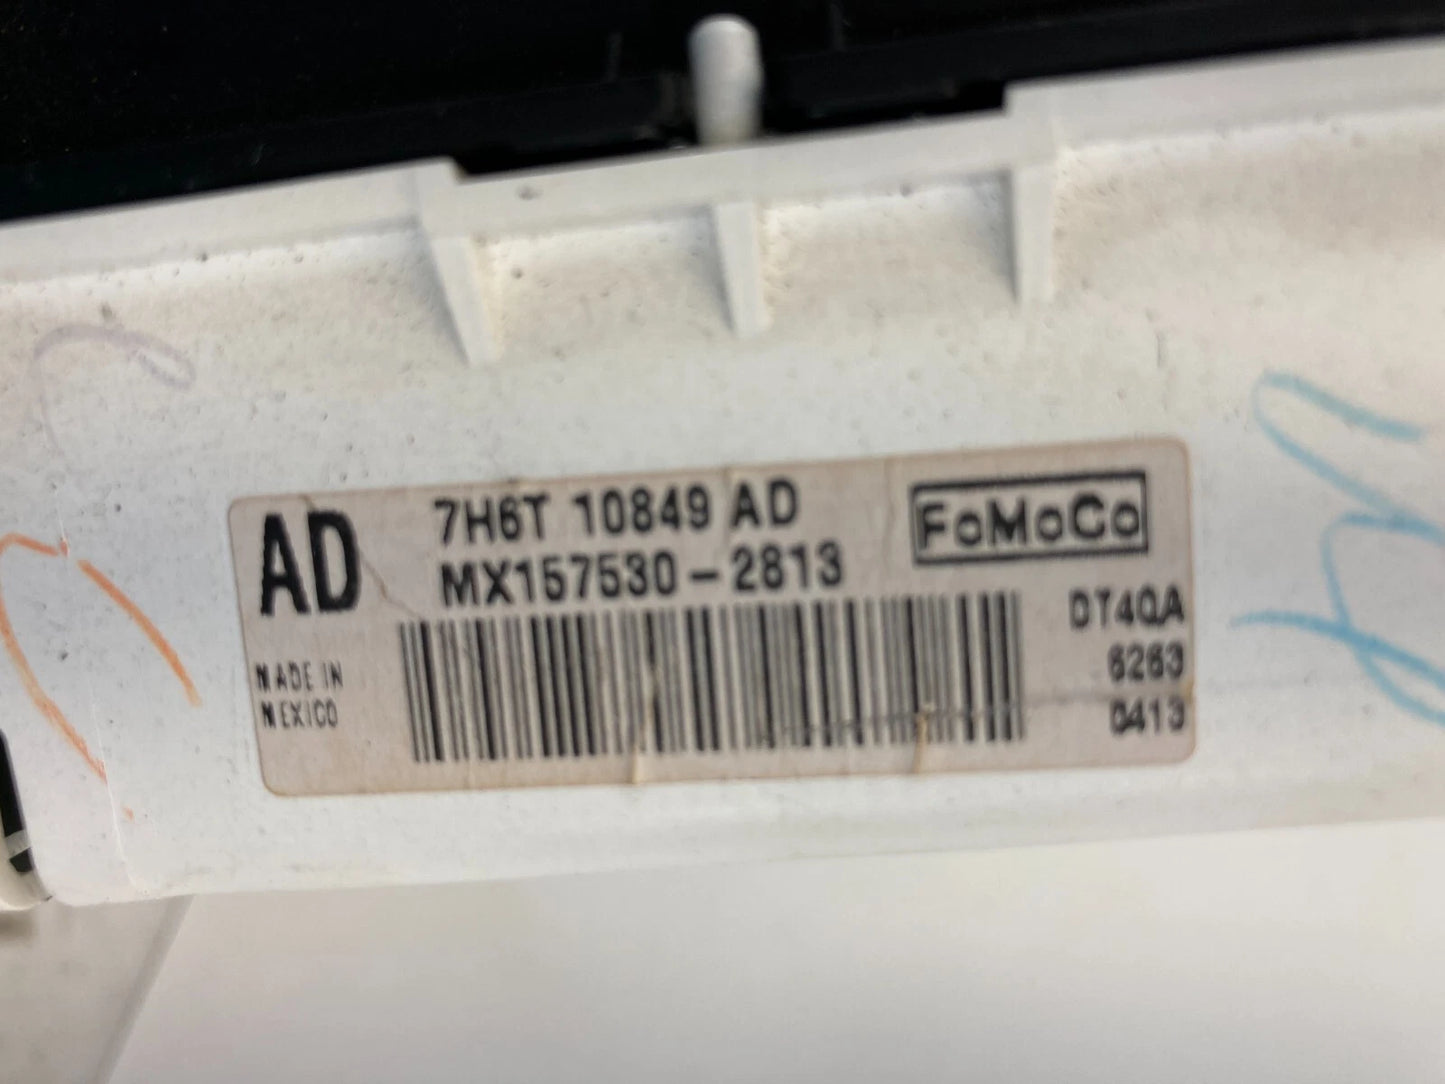 AD
7H6T 10849 AD
MX157530-2813
FoMoCo
MADE IN
MEXICO
DT4QA
6263
0413